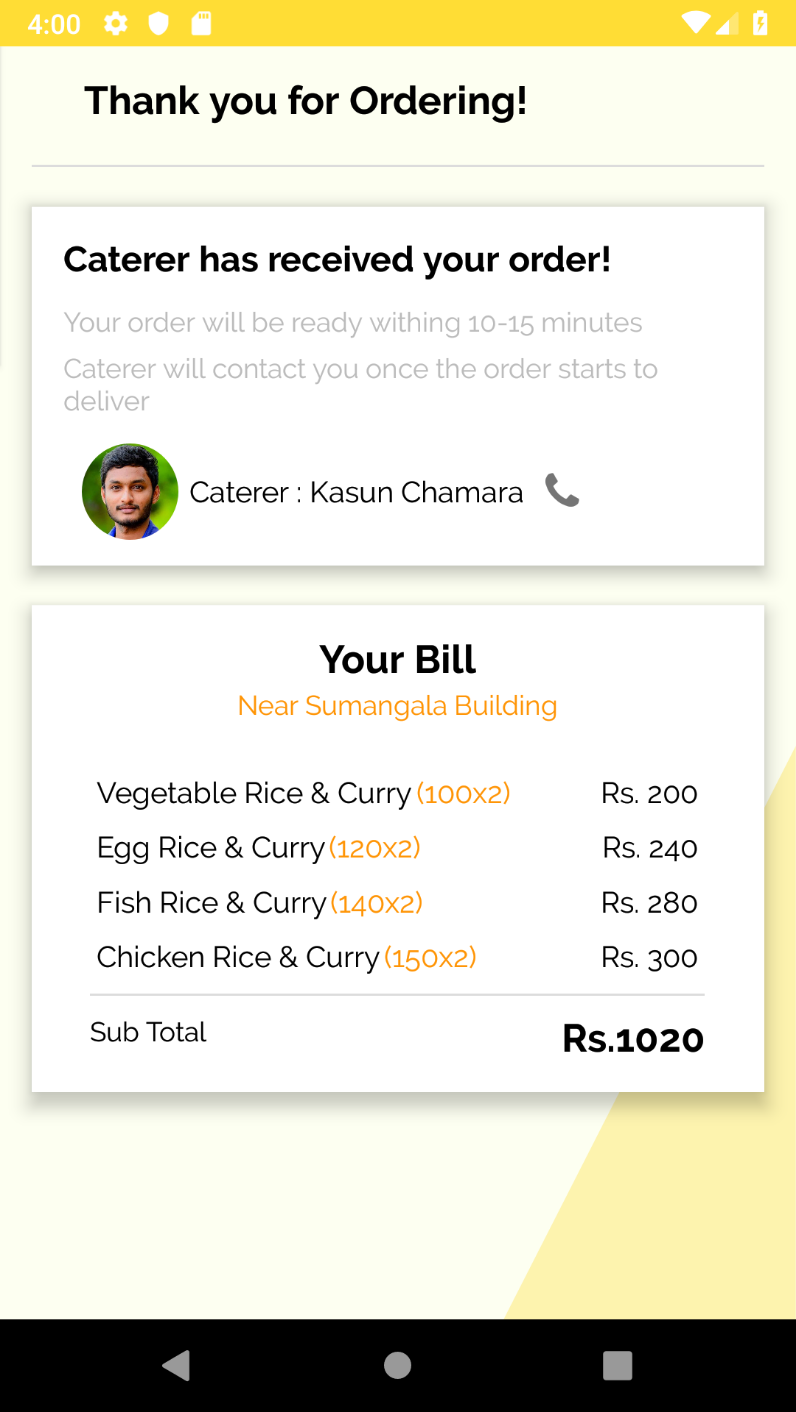 4:00
Thank you for Ordering!
Caterer has received your order!
Your order will be ready withing 10-15 minutes
Caterer will contact you once the order starts to
deliver
Caterer : Kasun Chamara
Your Bill
Near Sumangala Building
Vegetable Rice & Curry (100x2) Rs. 200
Egg Rice & Curry (120x2) Rs. 240
Fish Rice & Curry (140x2) Rs. 280
Chicken Rice & Curry (150x2) Rs. 300
Sub Total Rs.1020